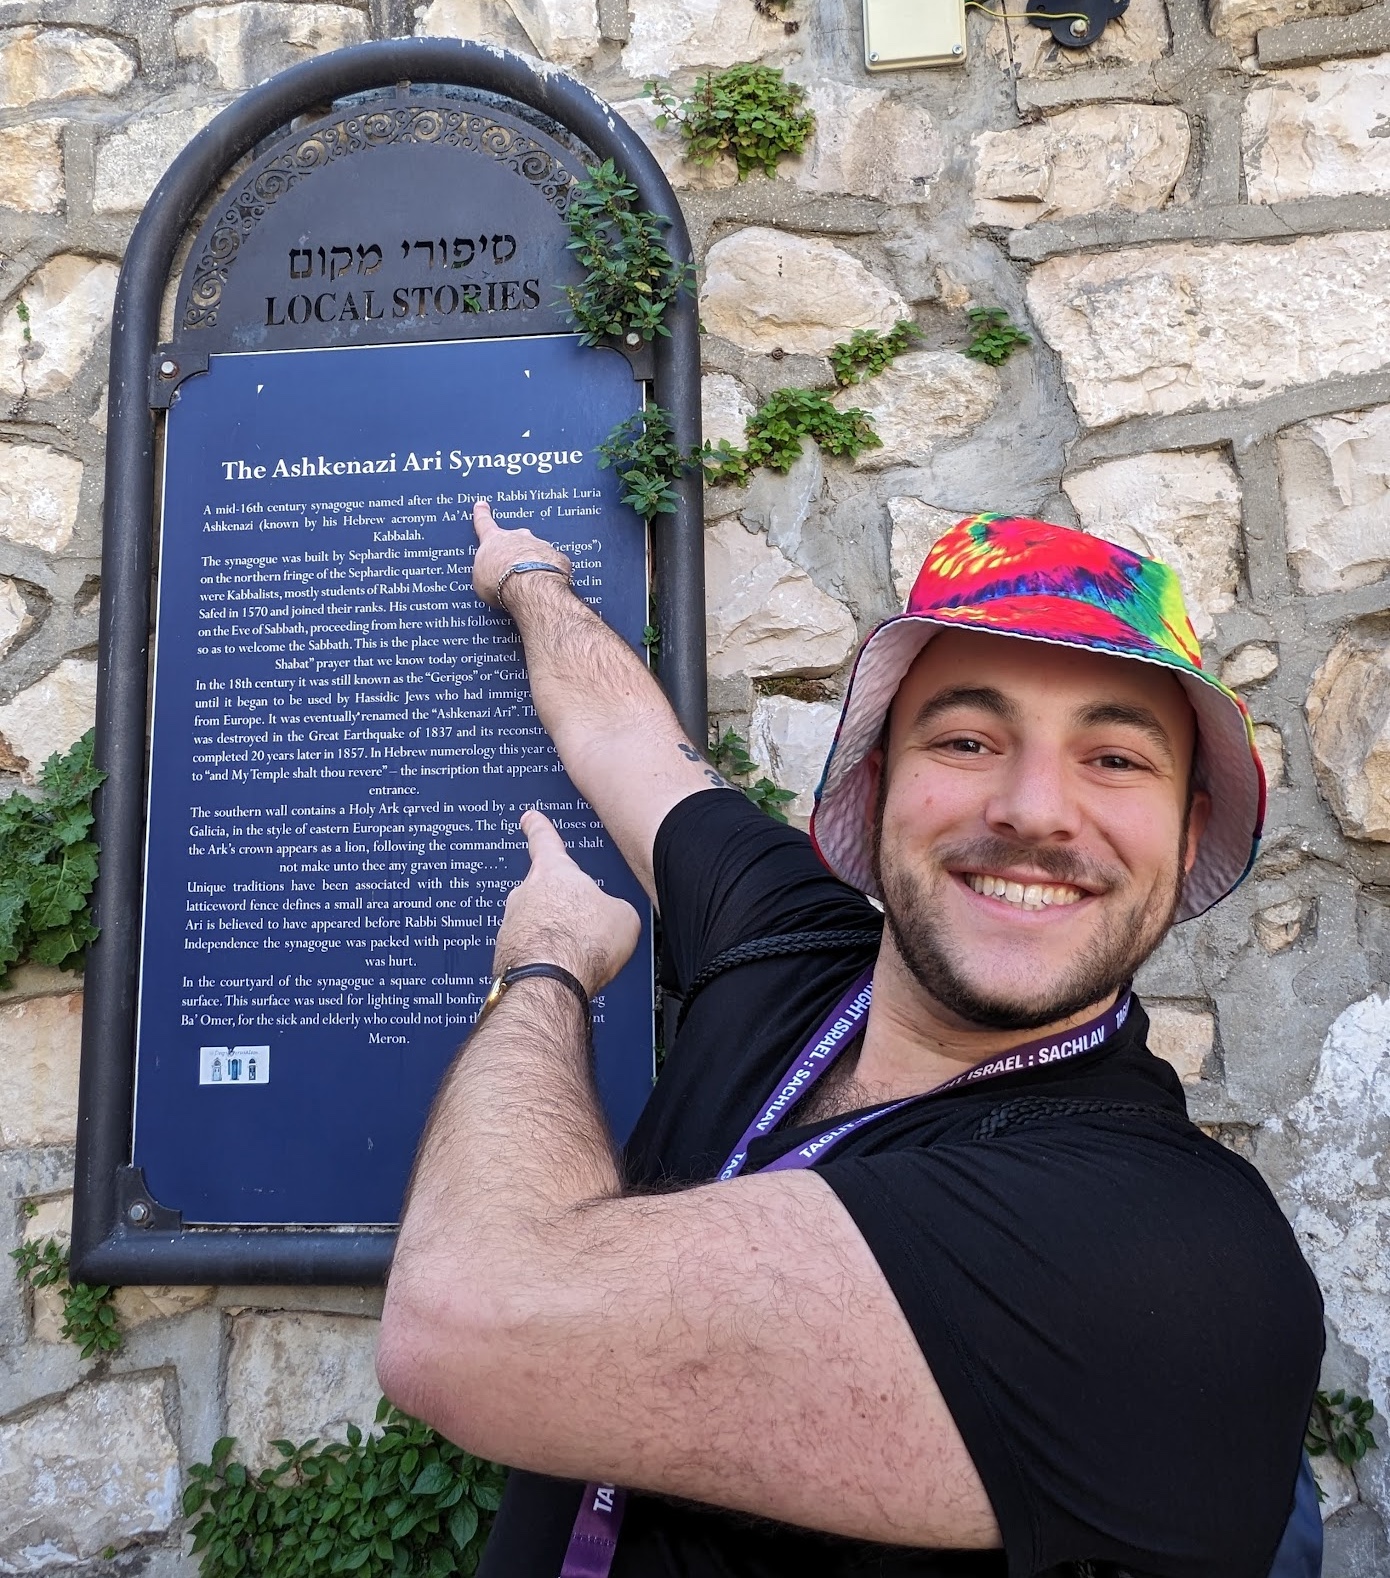 סיפורי מקום
LOCAL STORIES
The Ashkenazi Ari Synagogue
A mid-16th century synagogue named after the Divine Rabbi Yitzhak Luria
Ashkenazi (known by his Hebrew acronym Aa'Ar founder of Lurianic
Kabbalah.
The synagogue was built by Sephardic immigrants Gerigos")
on the northern fringe of the Sephardic quarter.
were Kabbalists, mostly students of Rabbi Moshe
Safed in 1570 and joined their ranks. His custom was to
on the Eve of Sabbath, proceeding from here with his follower
so as to welcome the Sabbath. This is the place were the
Shabat" prayer that we know today originated.
In the 18th century it was still known as the "Gerigos" or
until it began to be used by Hassidic Jews who had
from Europe. It was eventually renamed the "Ashkenazi Ari".
was destroyed in the Great Earthquake of 1837 and its
completed 20 years later in 1857. In Hebrew numerology this year
to "and My Temple shalt thou revere" – the inscription that appears
entrance.
The southern wall contains a Holy Ark carved in wood by a craftsman
Galicia, in the style of eastern European synagogues. The Moses on
the Ark's crown appears as a lion, following the shalt
not make unto thee any graven image…".
Unique traditions have been associated with this
latticeword fence defines a small area around one of the
Ari is believed to have appeared before Rabbi Shmuel
Independence the synagogue was packed with people in
was hurt.
In the courtyard of the synagogue a square column
surface. This surface was used for lighting small
Ba' Omer, for the sick and elderly who could not join
Meron.
RIGHT ISRAEL : SACHLAV
TAGLIT-
ISRAEL : SACHLAV